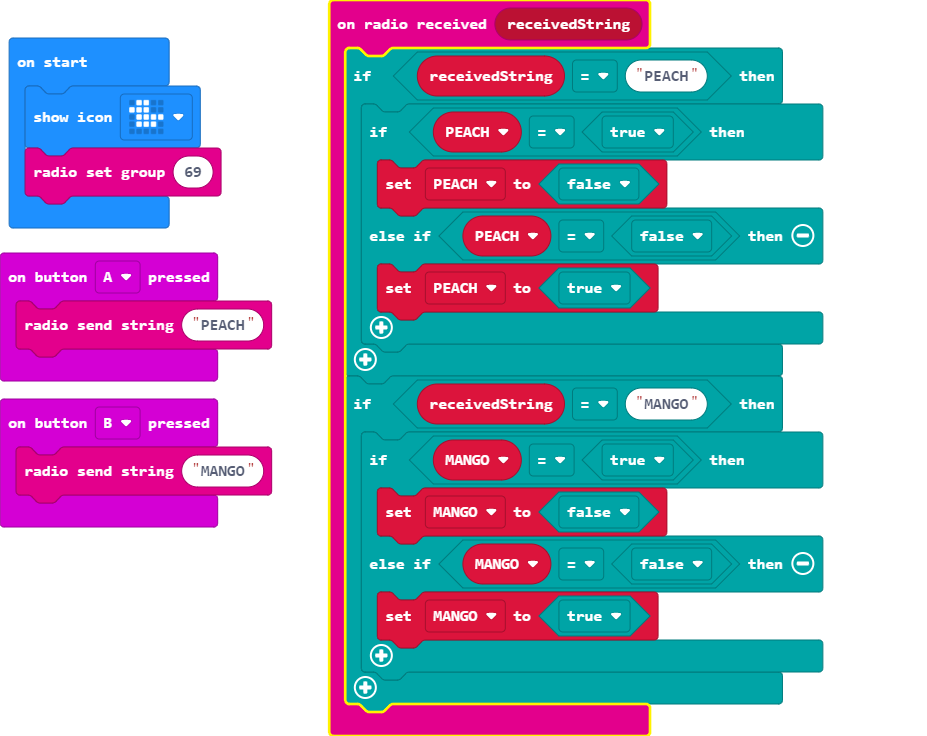 on start
show icon
radio set group 69
on button A pressed
radio send string "PEACH"
on button B pressed
radio send string "MANGO"
on radio received receivedString
if receivedString = "PEACH" then
if PEACH = true then
set PEACH to false
else if PEACH = false then
set PEACH to true
if receivedString = "MANGO" then
if MANGO = true then
set MANGO to false
else if MANGO = false then
set MANGO to true